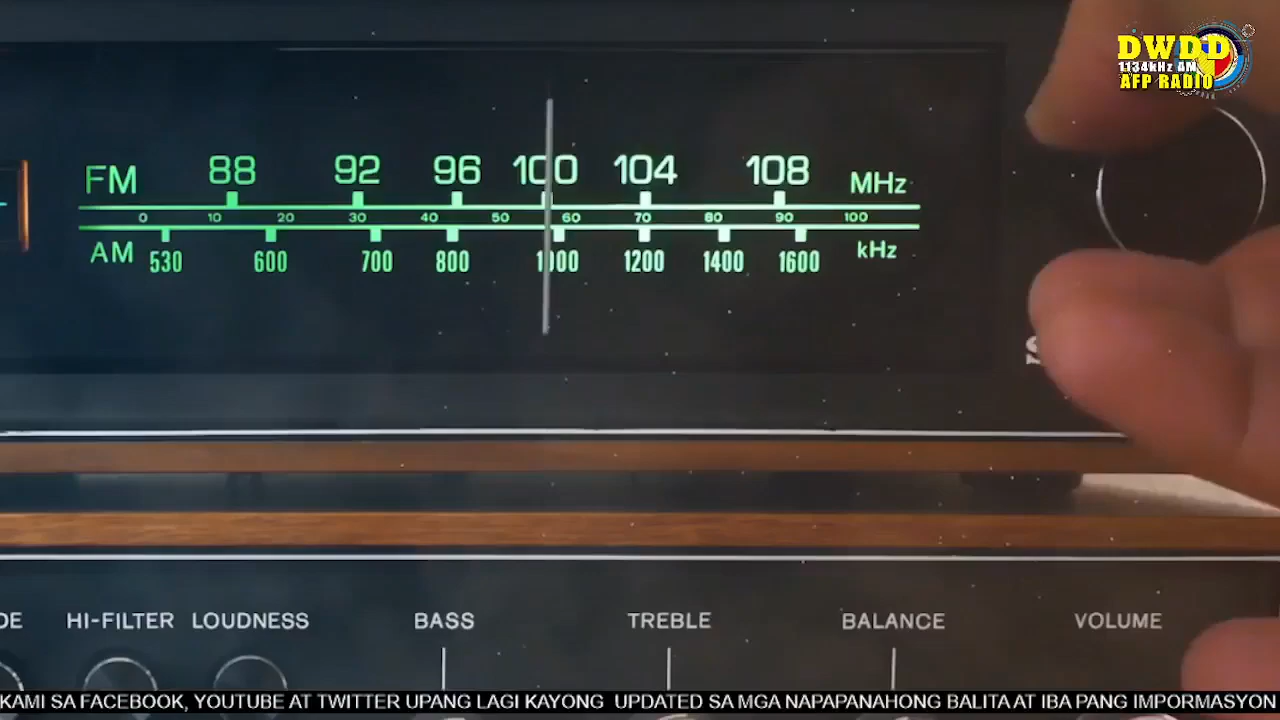 DWDD
1134kHz AM
AFP RADIO
FM 88 92 96 100 104 108 MHz
0 10 20 30 40 50 60 70 80 90 100
AM 530 600 700 800 1000 1200 1400 1600 kHz
S
DE HI-FILTER LOUDNESS BASS TREBLE BALANCE VOLUME
KAMI SA FACEBOOK, YOUTUBE AT TWITTER UPANG LAGI KAYONG UPDATED SA MGA NAPAPANAHONG BALITA AT IBA PANG IMPORMASYON